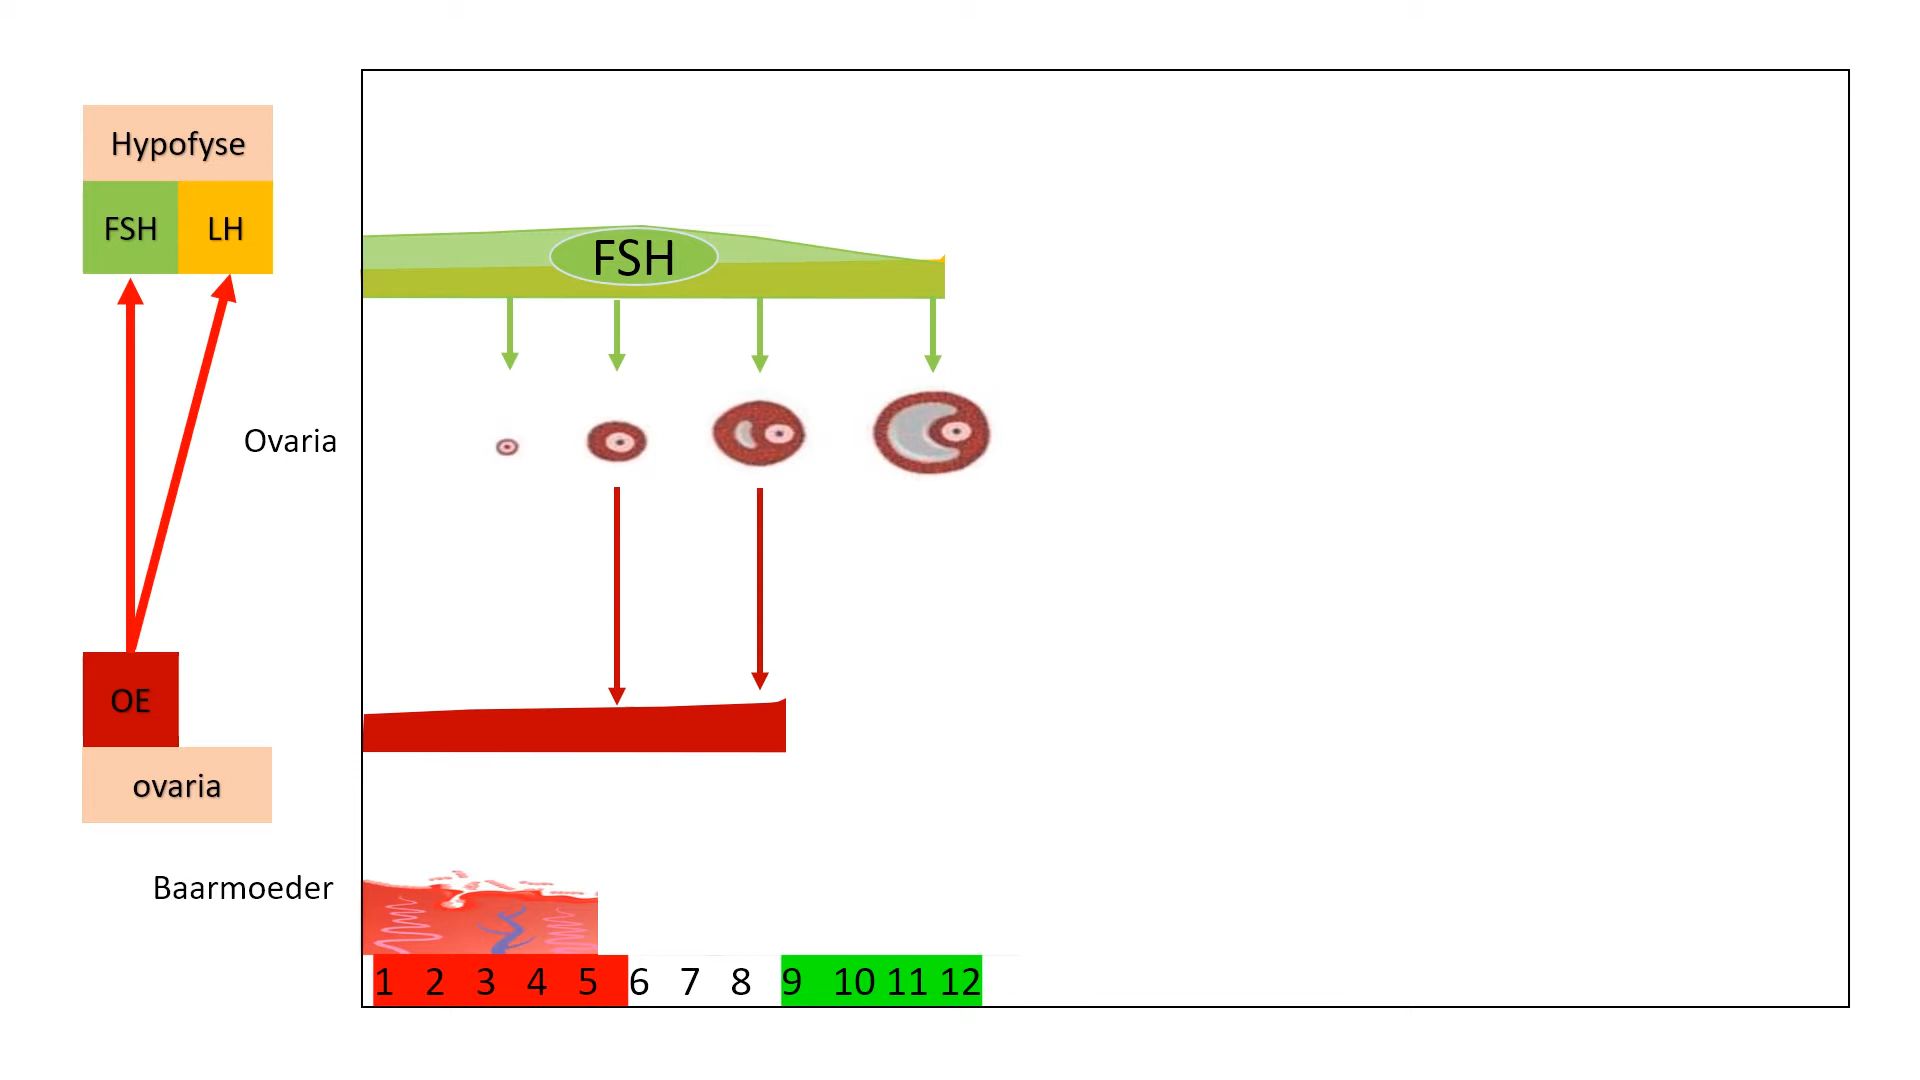 Hypofyse
FSH LH
FSH
Ovaria
OE
ovaria
Baarmoeder
1 2 3 4 5 6 7 8 9 10 11 12